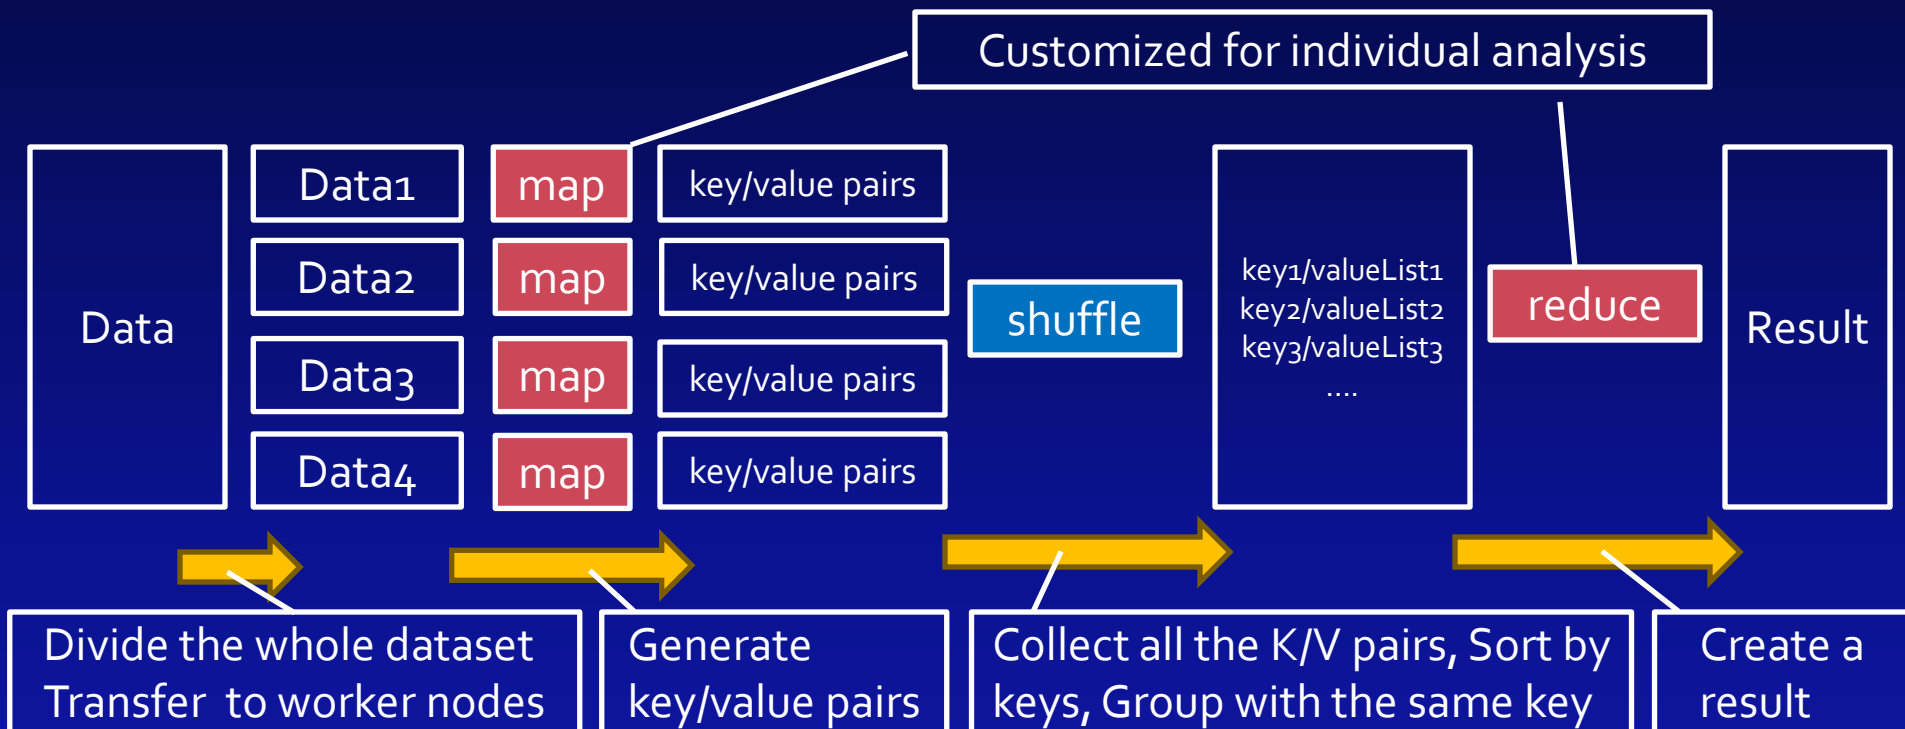 Customized for individual analysis
Data
Data1
map
key/value pairs
Data2
map
key/value pairs
Data3
map
key/value pairs
Data4
map
key/value pairs
shuffle
key1/valueList1
key2/valueList2
key3/valueList3
....
reduce
Result
Divide the whole dataset
Transfer to worker nodes
Generate
key/value pairs
Collect all the K/V pairs, Sort by
keys, Group with the same key
Create a
result